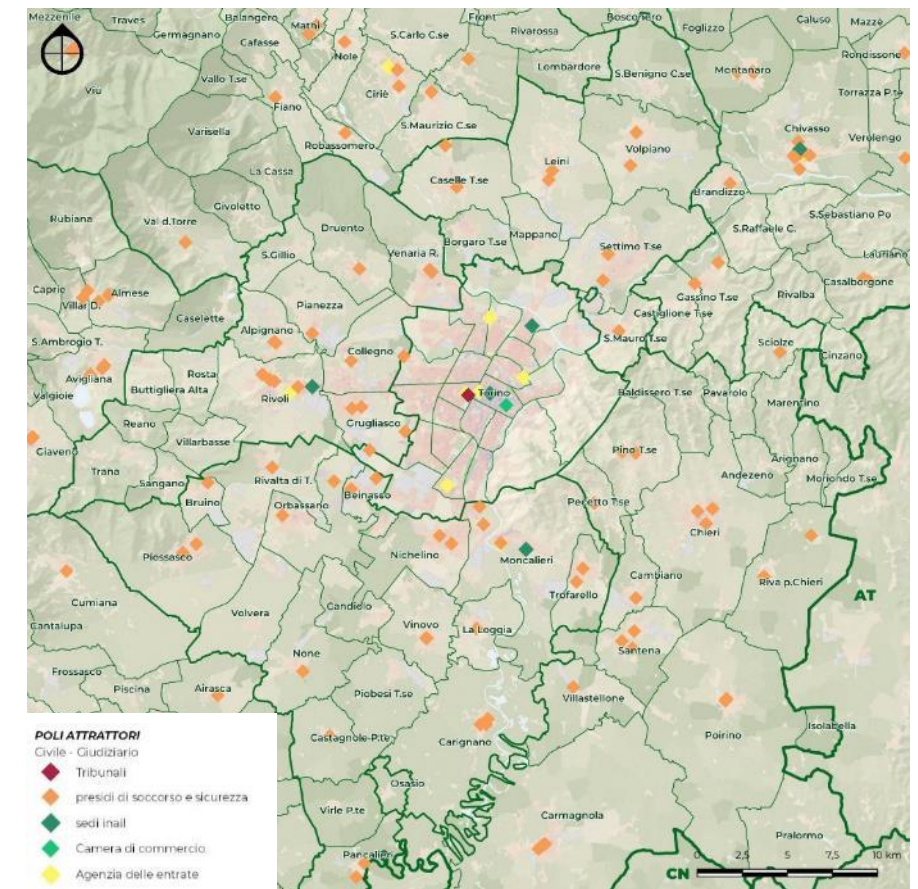 Mezzenile
Traves
Balangero
Mathi
Front
Bosconero
Caluso
Mazzè
Germagnano
Cafasse
S.Carlo C.se
Rivarossa
Foglizzo
Nole
Rondissone
Lombardore
S.Benigno C.se
Montanaro
Viu
Vallo T.se
Ciriè
Torrazza P.te
Fiano
Varisella
S.Maurizio C.se
Chivasso
Robassomero
Volpiano
Verolengo
Leini
La Cassa
Caselle T.se
Brandizzo
Givoletto
Rubiana
Val d.Torre
Druento
Mappano
S.Sebastiano Po
S.Raffaele C.
Borgaro T.se
Settimo T.se
S.Gillio
Venaria R.
Lauriano
Caprie
Almese
Casalborgone
Villar D.
Pianezza
Gassino T.se
Rivalba
Caselette
Castiglione T.se
Alpignano
S.Ambrogio T.
S.Mauro T.se
Sciolze
Collegno
Cinzano
Avigliana
Rosta
Buttigliera Alta
Rivoli
Torino
Baldissero T.se
Pavarolo
Valgioie
Marentino
Reano
Grugliasco
Villarbasse
Giaveno
Pino T.se
Arignano
Trana
Andezeno
Moriondo T.se
Sangano
Rivalta di T.
Bruino
Beinasco
Orbassano
Pecetto T.se
Chieri
Piossasco
Nichelino
Moncalieri
Cambiano
Riva p.Chieri
Trofarello
AT
Cumiana
Candiolo
Volvera
Cantalupa
Vinovo
La Loggia
Santena
None
Frossasco
Piscina
Airasca
Piobesi T.se
Villastellone
Isolabella
Poirino
Castagnole P.te
Carignano
Osasio
Virle P.te
Carmagnola
Pralormo
Pancalieri
CN
0 2,5 5 7,5 10 km
POLI ATTRATTORI
Civile - Giudiziario
Tribunali
presidi di soccorso e sicurezza
sedi inail
Camera di commercio
Agenzia delle entrate